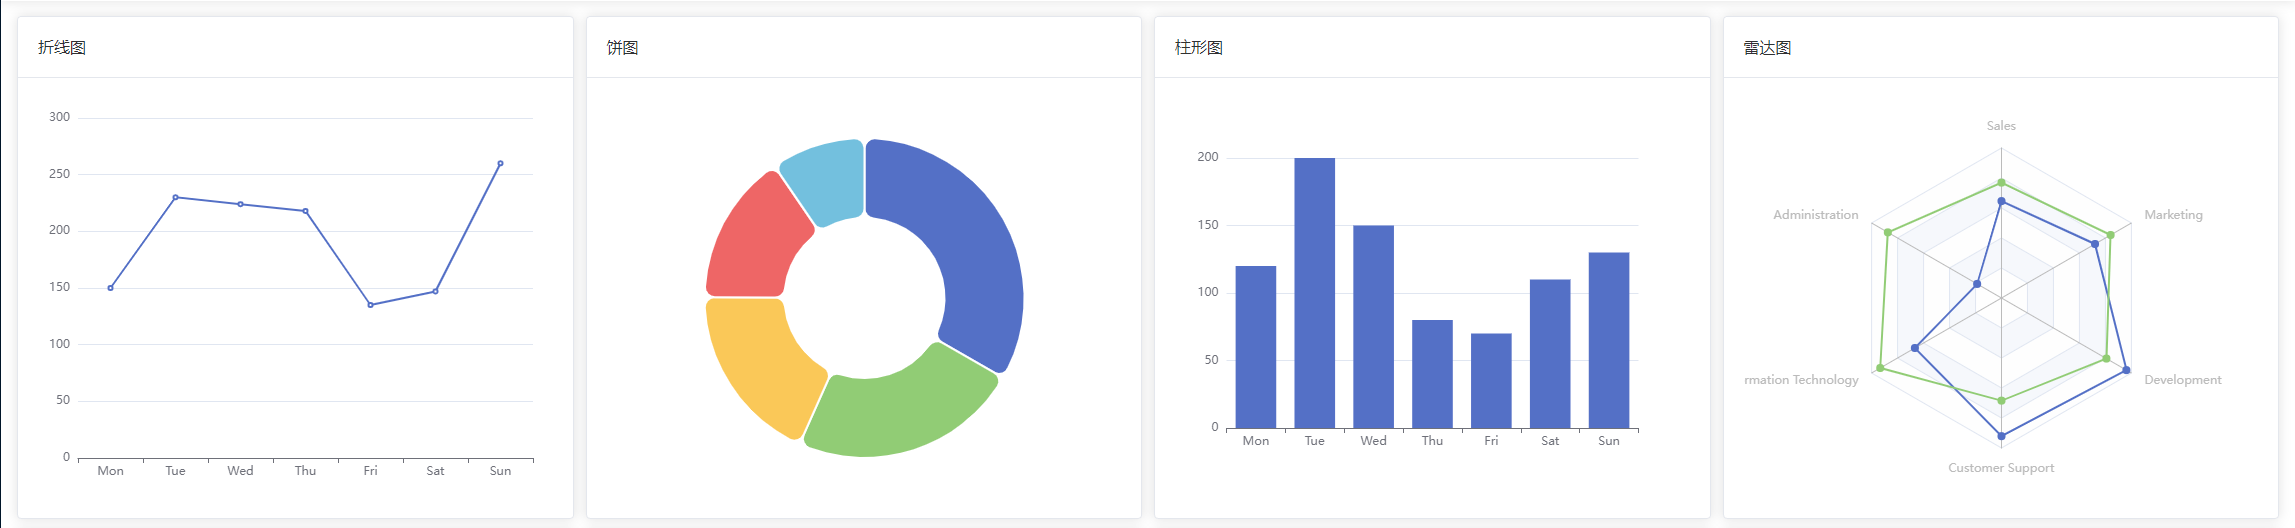 折线图
300
250
200
150
100
50
0
Mon Tue Wed Thu Fri Sat Sun
饼图
柱形图
200
150
100
50
0
Mon Tue Wed Thu Fri Sat Sun
雷达图
Sales
Administration
Marketing
rmation Technology
Development
Customer Support